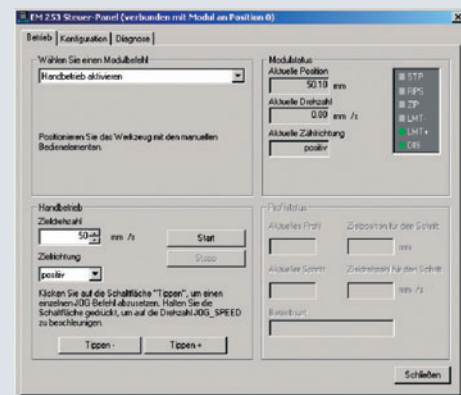 EM 253 Steuer-Panel (verbunden mit Modul an Position 0)
Betrieb Konfiguration Diagnose
Wählen Sie einen Modulbefehl
Handbetrieb aktivieren
Positionieren Sie das Werkzeug mit den manuellen
Bedienelementen.
Modulstatus
Aktuelle Position
50.10 mm
Aktuelle Drehzahl
0.00 mm /s
Aktuelle Zählrichtung
positiv
STP
RPS
ZP
LMT-
LMT+
DIS
Handbetrieb
Zieldrehzahl
50 mm /s
Start
Stopp
Zielrichtung
positiv
Klicken Sie auf die Schaltfläche "Tippen", um einen
einzelnen JOG-Befehl abzusetzen. Halten Sie die
Schaltfläche gedrückt, um auf die Drehzahl JOG_SPEED
zu beschleunigen.
Tippen - Tippen +
Profilstatus
Aktuelles Profil Zielposition für den Schritt
mm
Aktueller Schritt Zieldrehzahl für den Schritt
mm /s
Betriebsart
Schließen